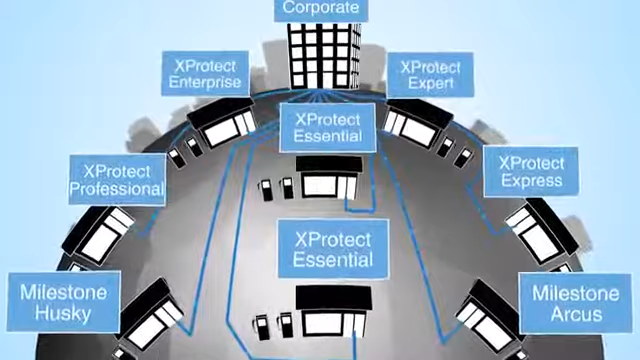 Corporate
XProtect
Enterprise
XProtect
Expert
XProtect
Essential
XProtect
Professional
XProtect
Express
XProtect
Essential
Milestone
Husky
Milestone
Arcus